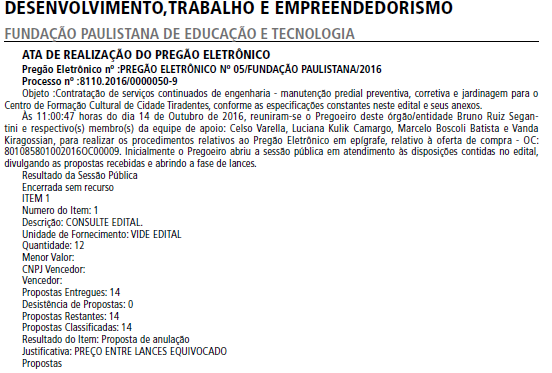 DESENVOLVIMENTO,TRABALHO E EMPREENDEDORISMO
FUNDAÇÃO PAULISTANA DE EDUCAÇÃO E TECNOLOGIA
ATA DE REALIZAÇÃO DO PREGÃO ELETRÔNICO
Pregão Eletrônico nº :PREGÃO ELETRÔNICO Nº 05/FUNDAÇÃO PAULISTANA/2016
Processo nº :8110.2016/0000050-9
Objeto :Contratação de serviços continuados de engenharia - manutenção predial preventiva, corretiva e jardinagem para o
Centro de Formação Cultural de Cidade Tiradentes, conforme as especificações constantes neste edital e seus anexos.
Às 11:00:47 horas do dia 14 de Outubro de 2016, reuniram-se o Pregoeiro deste órgão/entidade Bruno Ruiz Segan-
tini e respectivo(s) membro(s) da equipe de apoio: Celso Varella, Luciana Kulik Camargo, Marcelo Boscoli Batista e Vanda
Kiragossian, para realizar os procedimentos relativos ao Pregão Eletrônico em epígrafe, relativo à oferta de compra - OC:
801085801002016OC00009. Inicialmente o Pregoeiro abriu a sessão pública em atendimento às disposições contidas no edital,
divulgando as propostas recebidas e abrindo a fase de lances.
Resultado da Sessão Pública
Encerrada sem recurso
ITEM 1
Numero do Item: 1
Descrição: CONSULTE EDITAL.
Unidade de Fornecimento: VIDE EDITAL
Quantidade: 12
Menor Valor:
CNPJ Vencedor:
Vencedor:
Propostas Entregues: 14
Desistência de Propostas: 0
Propostas Restantes: 14
Propostas Classificadas: 14
Resultado do Item: Proposta de anulação
Justificativa: PREÇO ENTRE LANCES EQUIVOCADO
Propostas